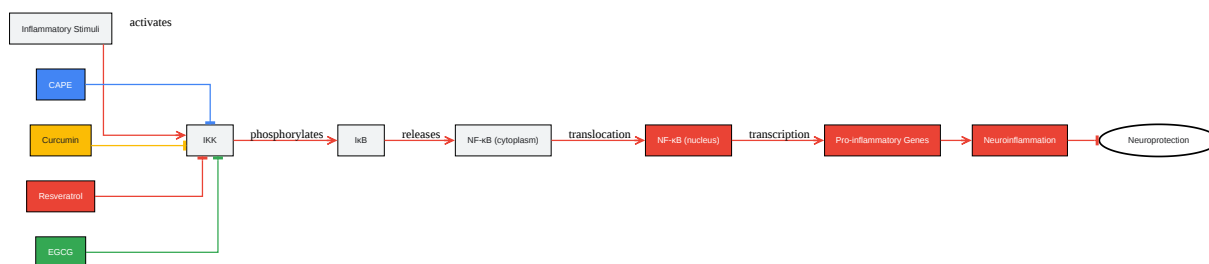 Inflammatory Stimuli
activates
CAPE
Curcumin
IKK
phosphorylates
IκB
releases
NF-κB (cytoplasm)
translocation
NF-κB (nucleus)
transcription
Pro-inflammatory Genes
Neuroinflammation
Neuroprotection
Resveratrol
EGCG